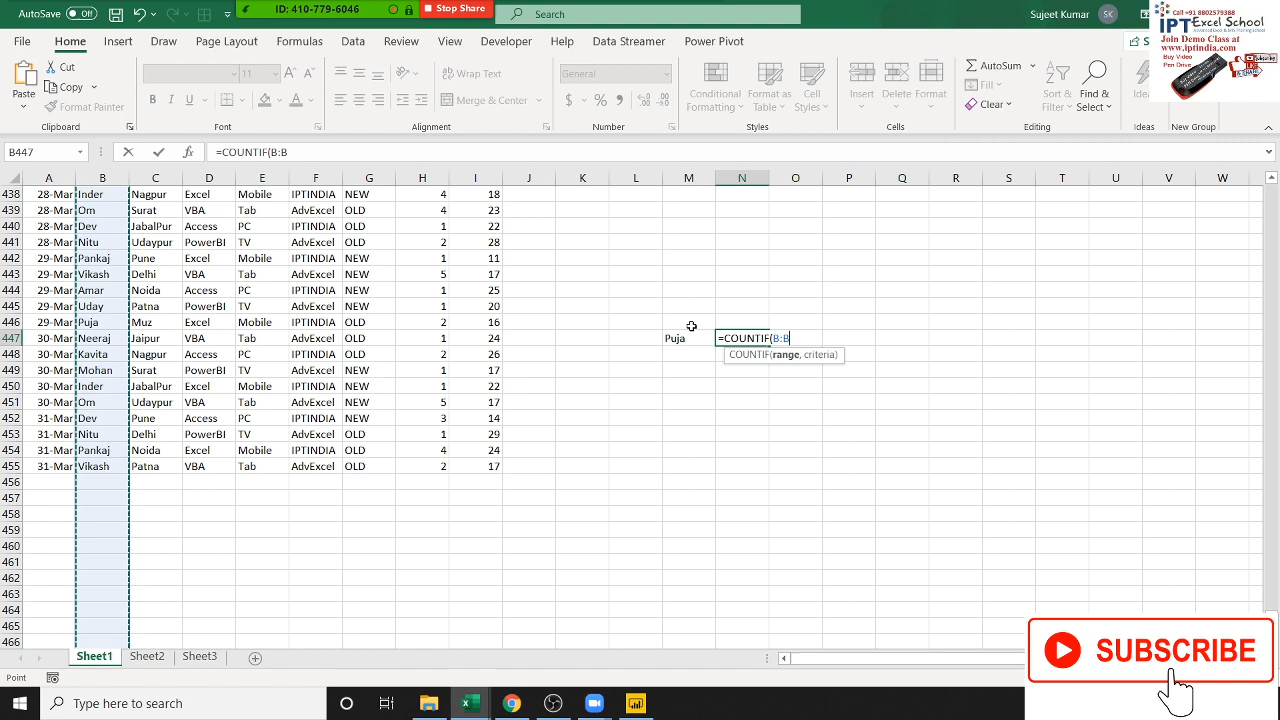 AutoSave Off
ID: 410-779-6046
Stop Share
Search
Sujeet Kumar SK
File Home Insert Draw Page Layout Formulas Data Review View Developer Help Data Streamer Power Pivot
Call +91 8802579388
IPT Excel School
Join Demo Class at
www.iptindia.com
Buy Video
Pen Drive
Paste
Cut
Copy
Format Painter
Clipboard
11
B I U
Font
Wrap Text
Merge & Center
Alignment
General
$ %
Number
Conditional Formatting
Format as Table
Cell Styles
Styles
Insert Delete Format
Cells
AutoSum
Fill
Clear
Sort & Filter
Find & Select
Editing
Ideas
New Group
B447 fx =COUNTIF(B:B
A B C D E F G H I J K L M N O P Q R S T U V W
438 28-Mar Inder Nagpur Excel Mobile IPTINDIA NEW 4 18
439 28-Mar Om Surat VBA Tab AdvExcel OLD 4 23
440 28-Mar Dev JabalPur Access PC IPTINDIA OLD 1 22
441 28-Mar Nitu Udaypur PowerBI TV AdvExcel OLD 2 28
442 29-Mar Pankaj Pune Excel Mobile IPTINDIA NEW 1 11
443 29-Mar Vikash Delhi VBA Tab AdvExcel NEW 5 17
444 29-Mar Amar Noida Access PC IPTINDIA NEW 1 25
445 29-Mar Uday Patna PowerBI TV AdvExcel NEW 1 20
446 29-Mar Puja Muz Excel Mobile IPTINDIA NEW 2 16
447 30-Mar Neeraj Jaipur VBA Tab AdvExcel OLD 1 24 Puja =COUNTIF(B:B
448 30-Mar Kavita Nagpur Access PC IPTINDIA OLD 2 26 COUNTIF(range, criteria)
449 30-Mar Mohan Surat PowerBI TV AdvExcel NEW 1 17
450 30-Mar Inder JabalPur Excel Mobile IPTINDIA NEW 1 22
451 30-Mar Om Udaypur VBA Tab AdvExcel NEW 5 17
452 31-Mar Dev Pune Access PC IPTINDIA NEW 3 14
453 31-Mar Nitu Delhi PowerBI TV AdvExcel OLD 1 29
454 31-Mar Pankaj Noida Excel Mobile IPTINDIA OLD 4 24
455 31-Mar Vikash Patna VBA Tab AdvExcel OLD 2 17
456
457
458
459
460
461
462
463
464
465
466
Sheet1 Sheet2 Sheet3
Point
SUBSCRIBE
Type here to search